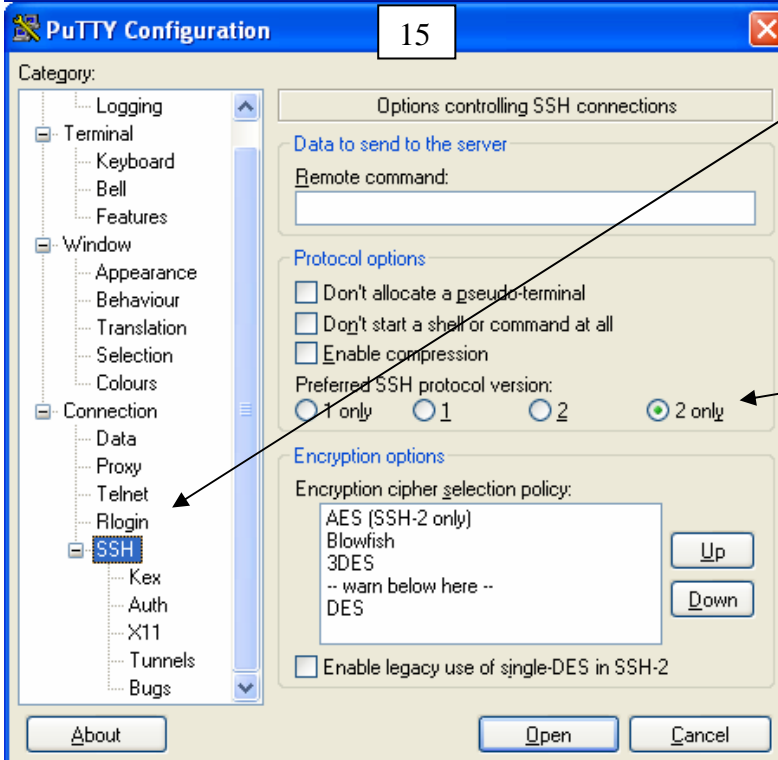 PuTTY Configuration
15
Category:
Logging
Terminal
Keyboard
Bell
Features
Window
Appearance
Behaviour
Translation
Selection
Colours
Connection
Data
Proxy
Telnet
Rlogin
SSH
Kex
Auth
X11
Tunnels
Bugs
Options controlling SSH connections
Data to send to the server
Remote command:
Protocol options
Don't allocate a pseudo-terminal
Don't start a shell or command at all
Enable compression
Preferred SSH protocol version:
1 only 1 2 2 only
Encryption options
Encryption cipher selection policy:
AES (SSH-2 only)
Blowfish
3DES
-- warn below here --
DES
Up
Down
Enable legacy use of single-DES in SSH-2
About
Open
Cancel